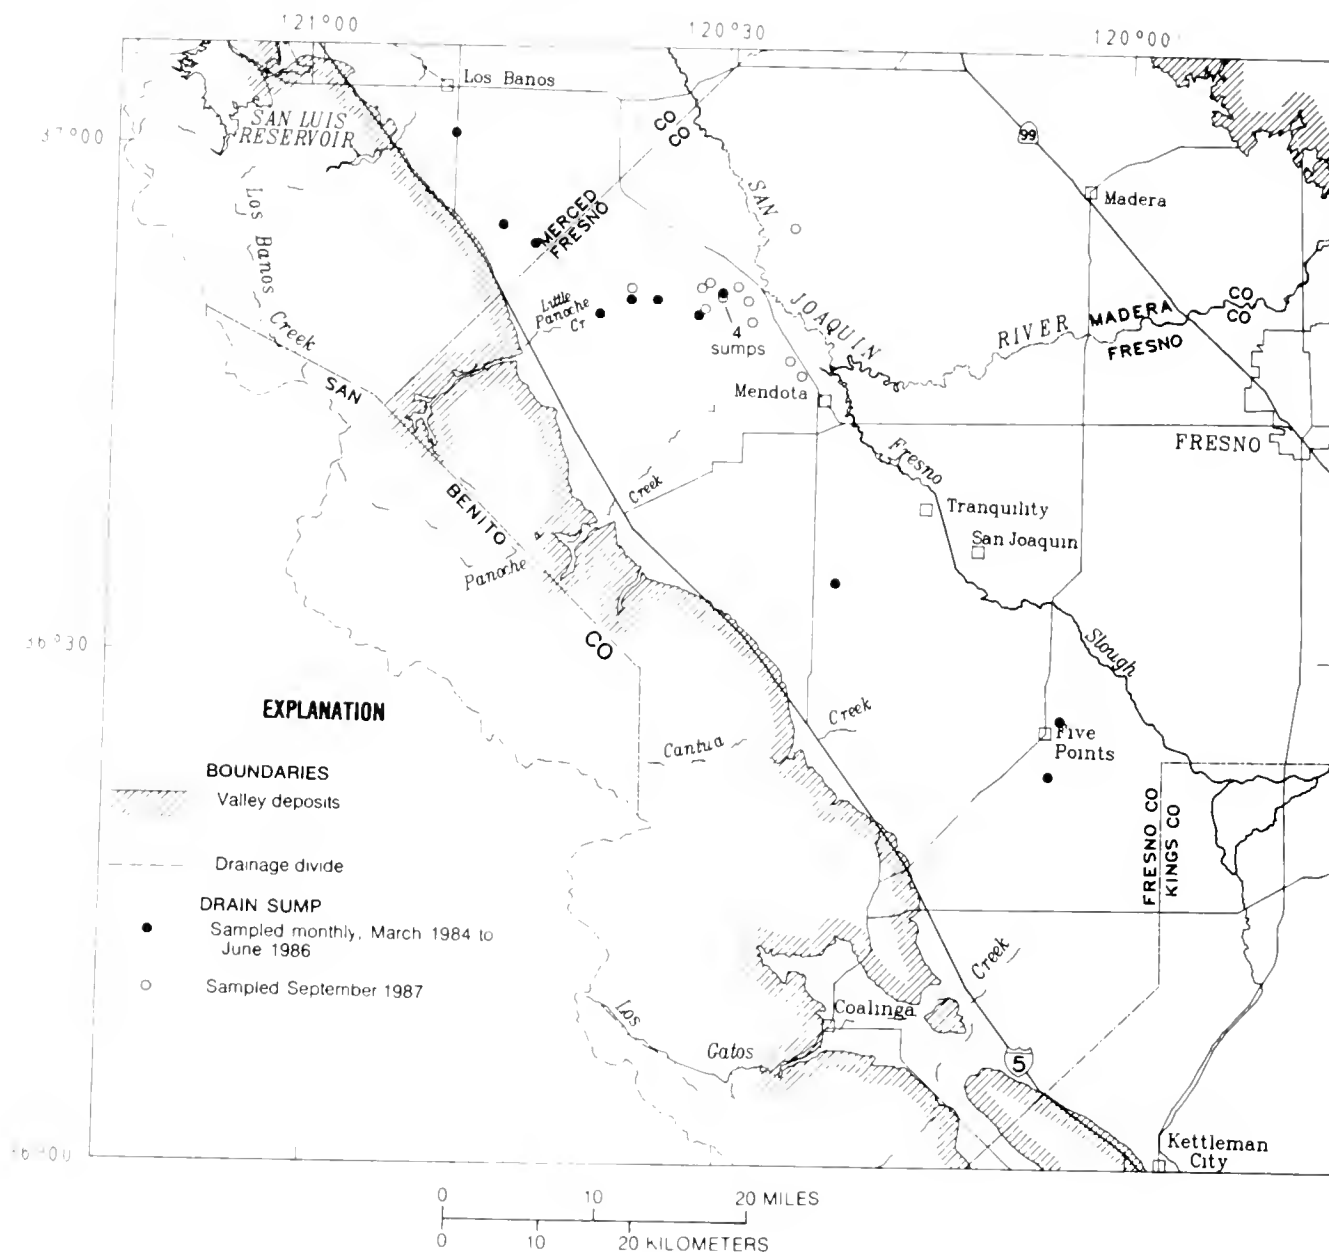 121°00'
120°30
120°00'
Los Banos
SAN LUIS
RESERVOIR
37°00
CO
CO
99
Madera
SAN
MERCED
FRESNO
Los Banos
Creek
Little
Panoche
Cr
4
sumps
JOAQUIN
RIVER
MADERA
FRESNO
CO
CO
SAN
Mendota
FRESNO
Fresno
Creek
BENITO
Tranquility
San Joaquin
Panoche
36°30
CO
Slough
EXPLANATION
Creek
Cantua
Five
Points
BOUNDARIES
Valley deposits
FRESNO CO
KINGS CO
Drainage divide
DRAIN SUMP
Sampled monthly, March 1984 to
June 1986
Sampled September 1987
Creek
Los
Coalinga
Gatos
5
36°00
Kettleman
City
0 10 20 MILES
0 10 20 KILOMETERS